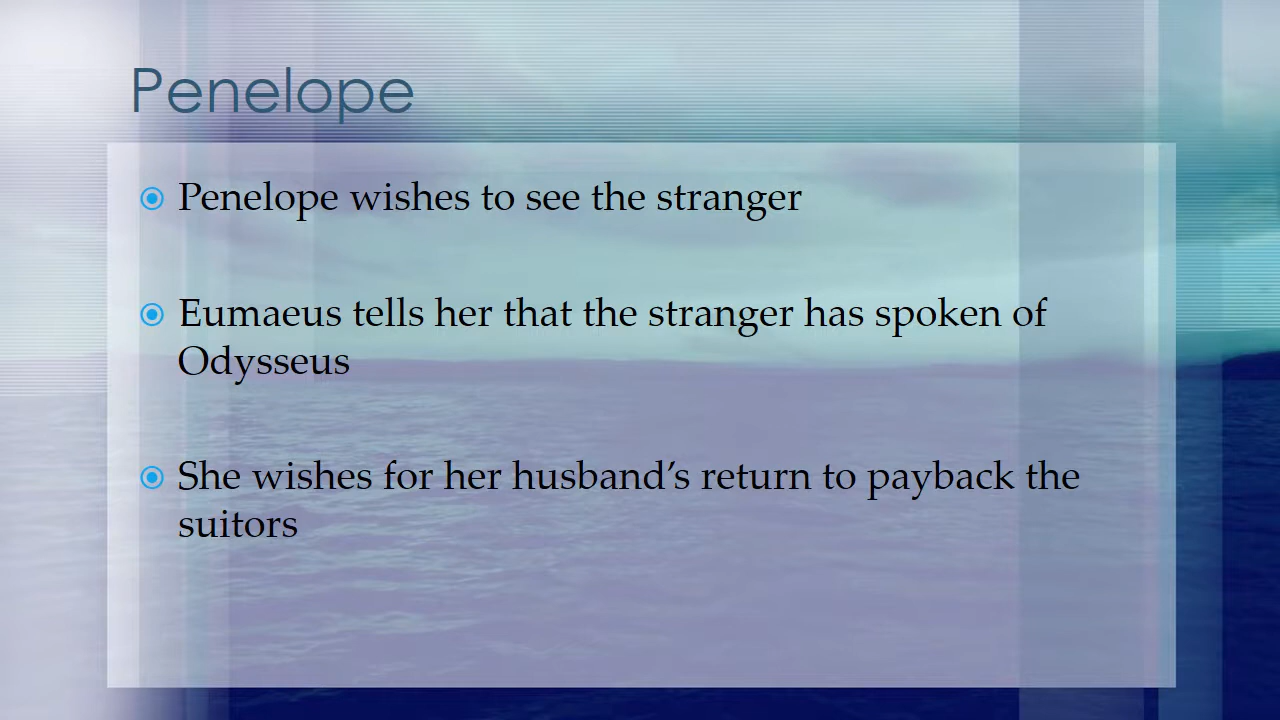 Penelope
Penelope wishes to see the stranger
Eumaeus tells her that the stranger has spoken of
Odysseus
She wishes for her husband’s return to payback the
suitors